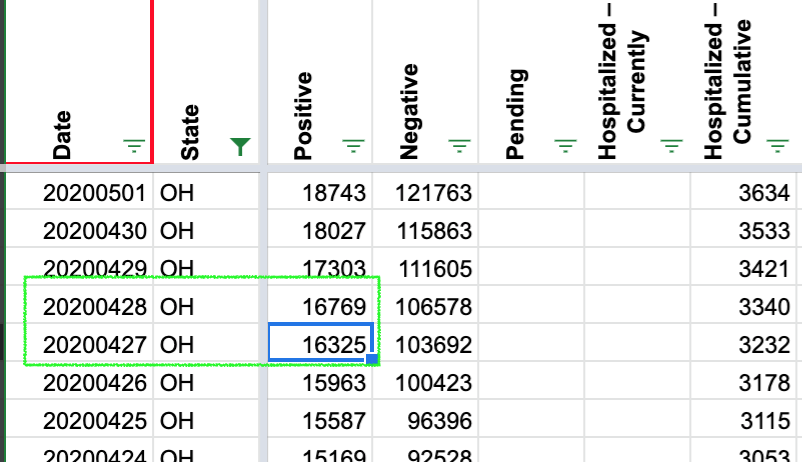 Date State Positive Negative Pending Hospitalized – Currently Hospitalized – Cumulative
20200501 OH 18743 121763 3634
20200430 OH 18027 115863 3533
20200429 OH 17303 111605 3421
20200428 OH 16769 106578 3340
20200427 OH 16325 103692 3232
20200426 OH 15963 100423 3178
20200425 OH 15587 96396 3115
20200424 OH 15169 92528 3053